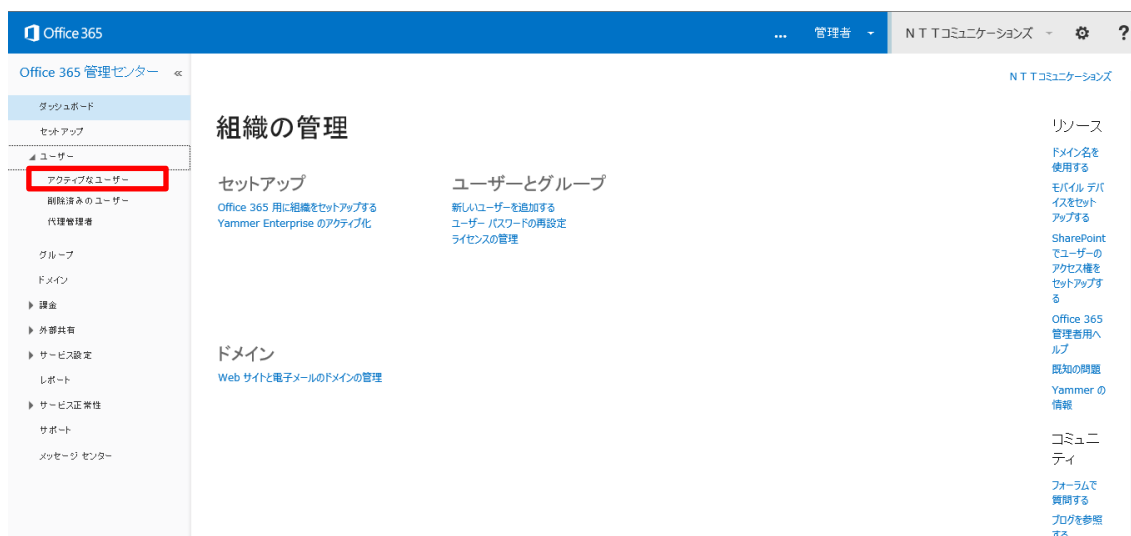 Office 365
... 管理者
NTTコミュニケーションズ
?
Office 365 管理センター «
NTTコミュニケーションズ
ダッシュボード
セットアップ
ユーザー
アクティブなユーザー
削除済みのユーザー
代理管理者
グループ
ドメイン
課金
外部共有
サービス設定
レポート
サービス正常性
サポート
メッセージ センター
組織の管理
セットアップ
Office 365 用に組織をセットアップする
Yammer Enterprise のアクティブ化
ユーザーとグループ
新しいユーザーを追加する
ユーザー パスワードの再設定
ライセンスの管理
ドメイン
Web サイトと電子メールのドメインの管理
リソース
ドメイン名を
使用する
モバイル デバ
イスをセット
アップする
SharePoint
でユーザーの
アクセス権を
セットアップす
る
Office 365
管理者用ヘ
ルプ
既知の問題
Yammer の
情報
コミュニ
ティ
フォーラムで
質問する
ブログを参照
する